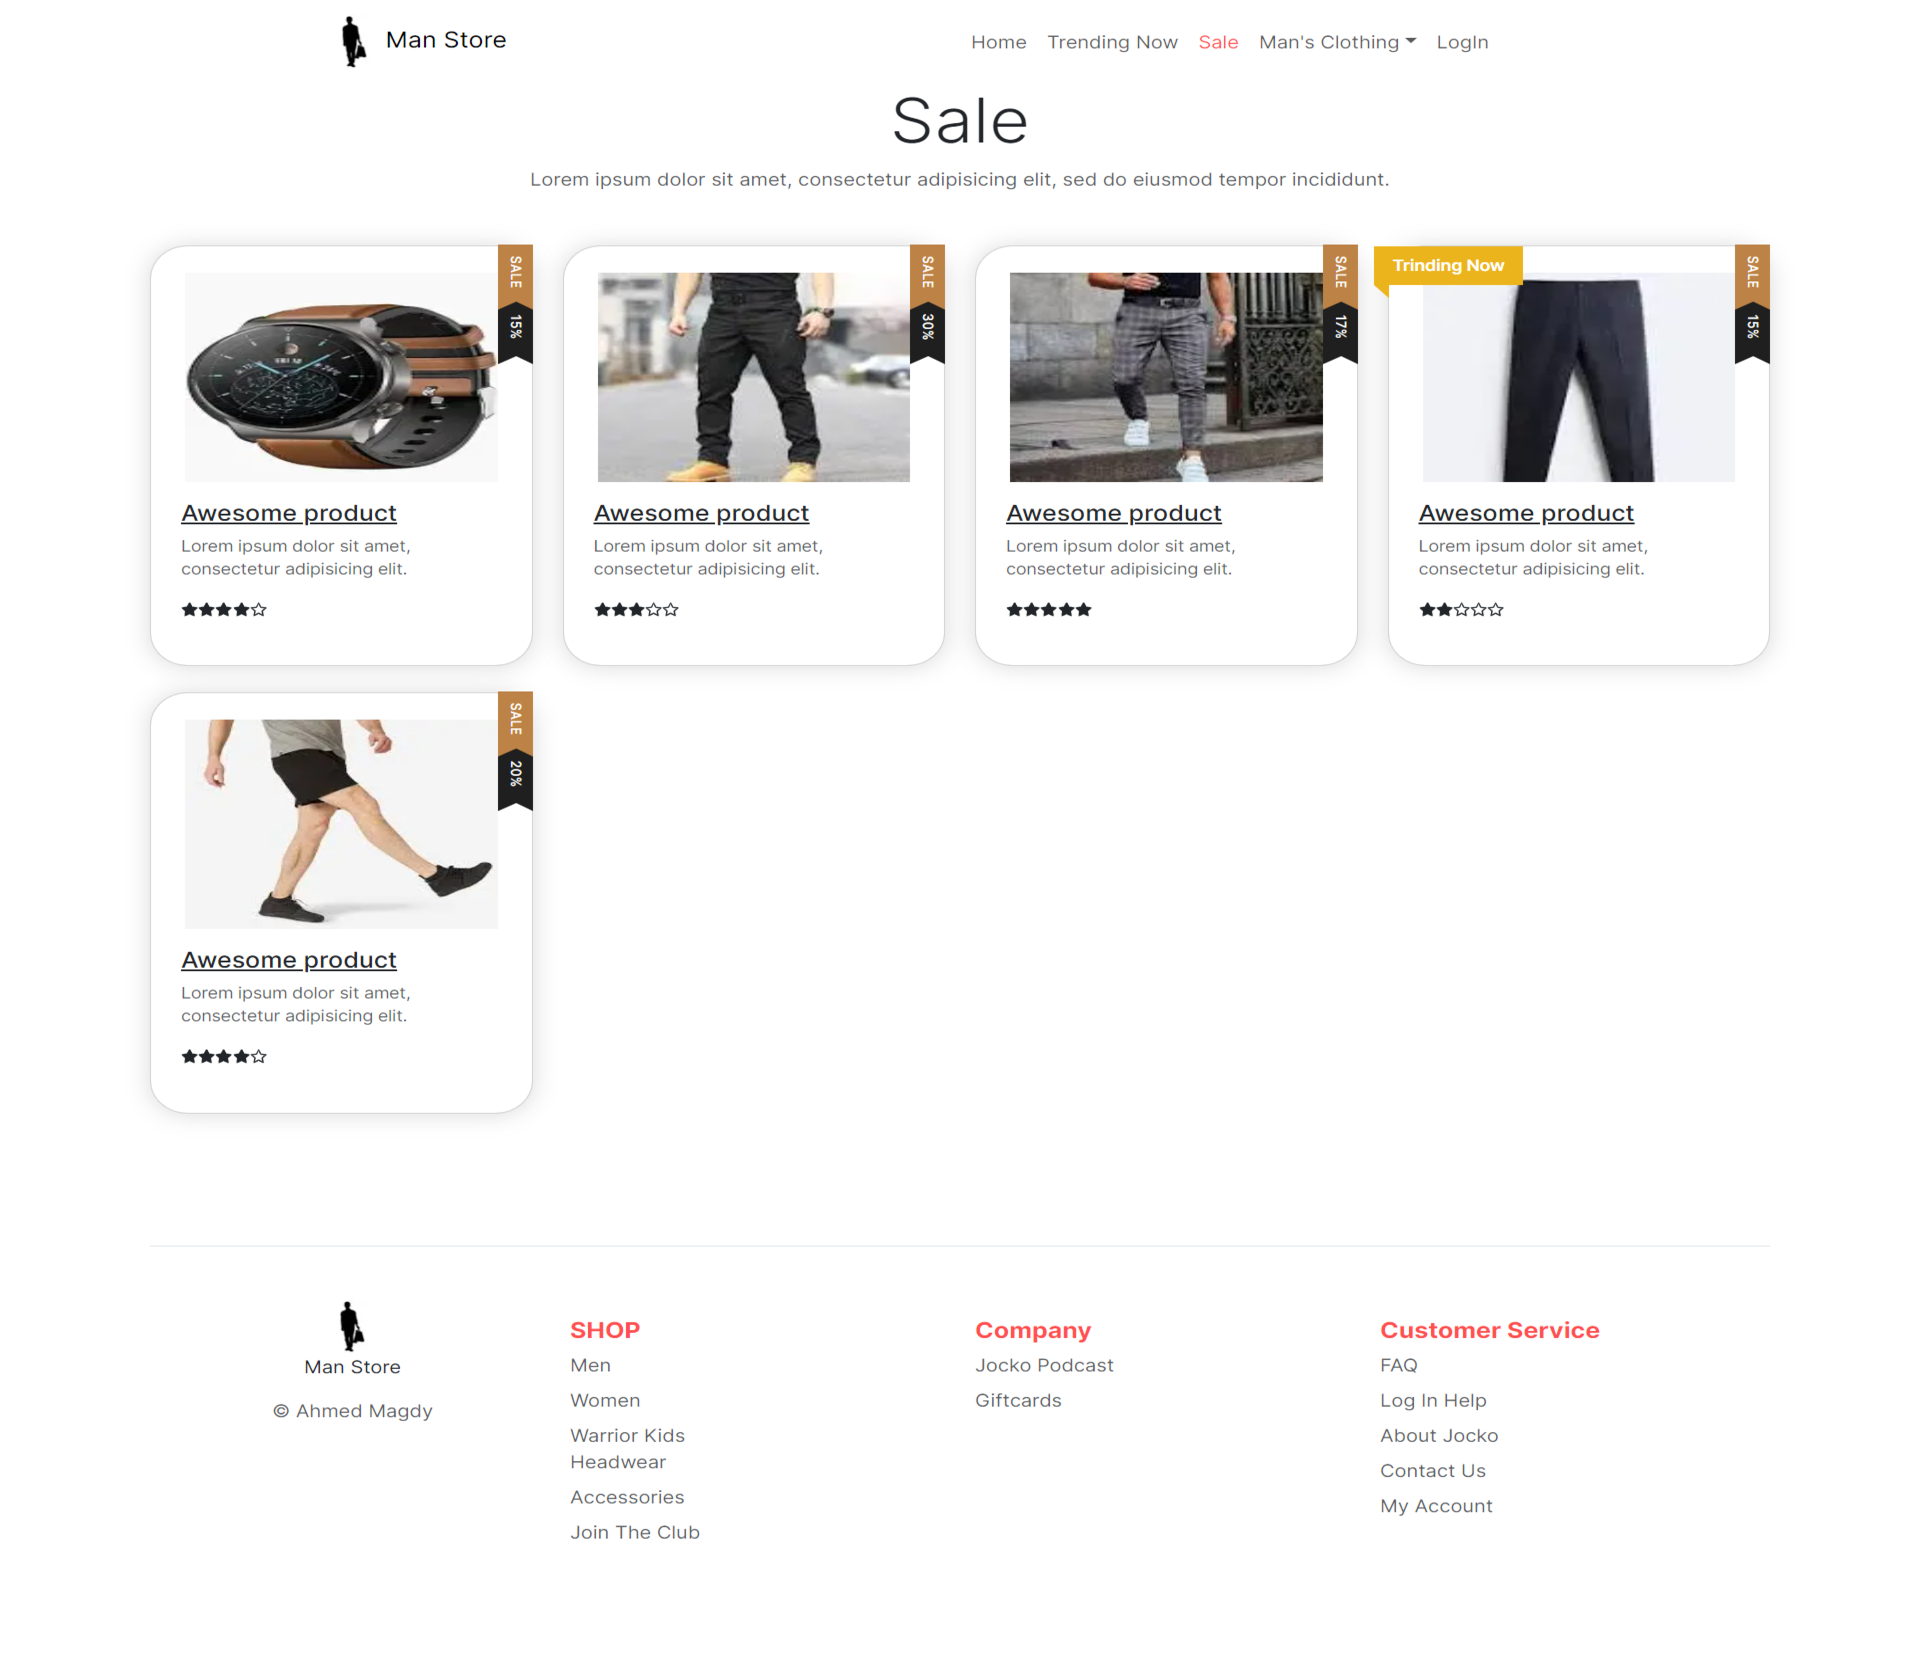 Man Store
Home Trending Now Sale Man's Clothing LogIn
Sale
Lorem ipsum dolor sit amet, consectetur adipisicing elit, sed do eiusmod tempor incididunt.
SALE
15%
Awesome product
Lorem ipsum dolor sit amet,
consectetur adipisicing elit.
SALE
30%
Awesome product
Lorem ipsum dolor sit amet,
consectetur adipisicing elit.
SALE
17%
Awesome product
Lorem ipsum dolor sit amet,
consectetur adipisicing elit.
Trinding Now
SALE
15%
Awesome product
Lorem ipsum dolor sit amet,
consectetur adipisicing elit.
SALE
20%
Awesome product
Lorem ipsum dolor sit amet,
consectetur adipisicing elit.
Man Store
© Ahmed Magdy
SHOP
Men
Women
Warrior Kids
Headwear
Accessories
Join The Club
Company
Jocko Podcast
Giftcards
Customer Service
FAQ
Log In Help
About Jocko
Contact Us
My Account